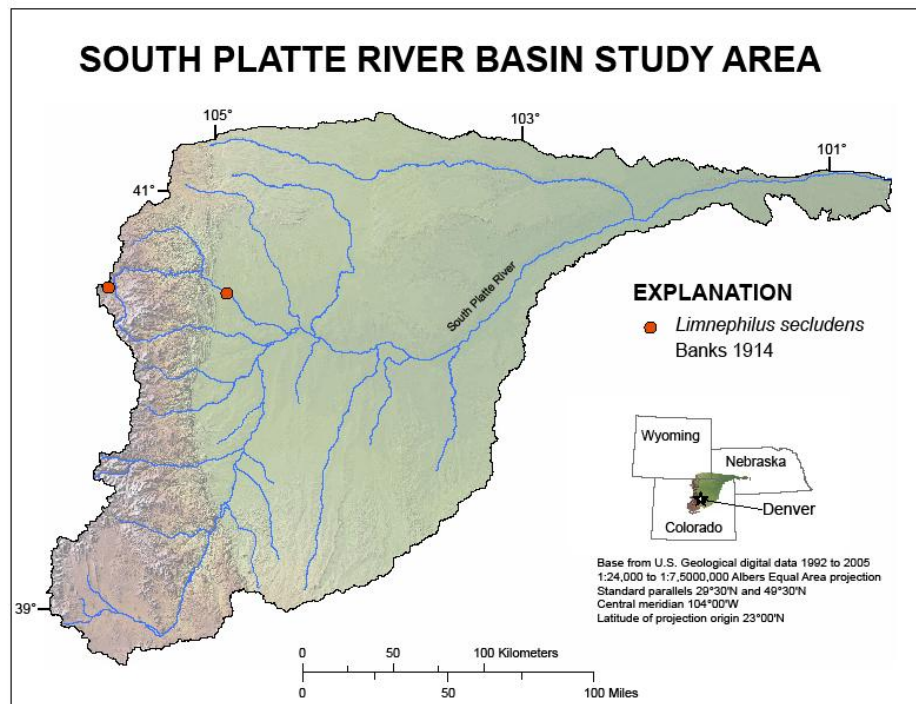 SOUTH PLATTE RIVER BASIN STUDY AREA
105°
103°
101°
41°
South Platte River
EXPLANATION
Limnephilus secludens
Banks 1914
Wyoming
Nebraska
Denver
Colorado
Base from U.S. Geological digital data 1992 to 2005
1:24,000 to 1:7,5000,000 Albers Equal Area projection
Standard parallels 29°30'N and 49°30'N
Central meridian 104°00'W
Latitude of projection origin 23°00'N
39°
0 50 100 Kilometers
0 50 100 Miles